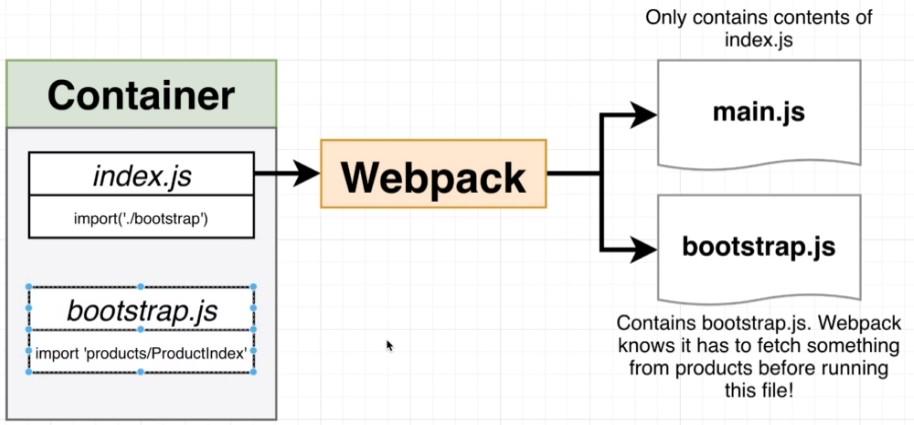 Container
index.js
import('./bootstrap')
bootstrap.js
import 'products/ProductIndex'
Webpack
Only contains contents of
index.js
main.js
bootstrap.js
Contains bootstrap.js. Webpack
knows it has to fetch something
from products before running
this file!